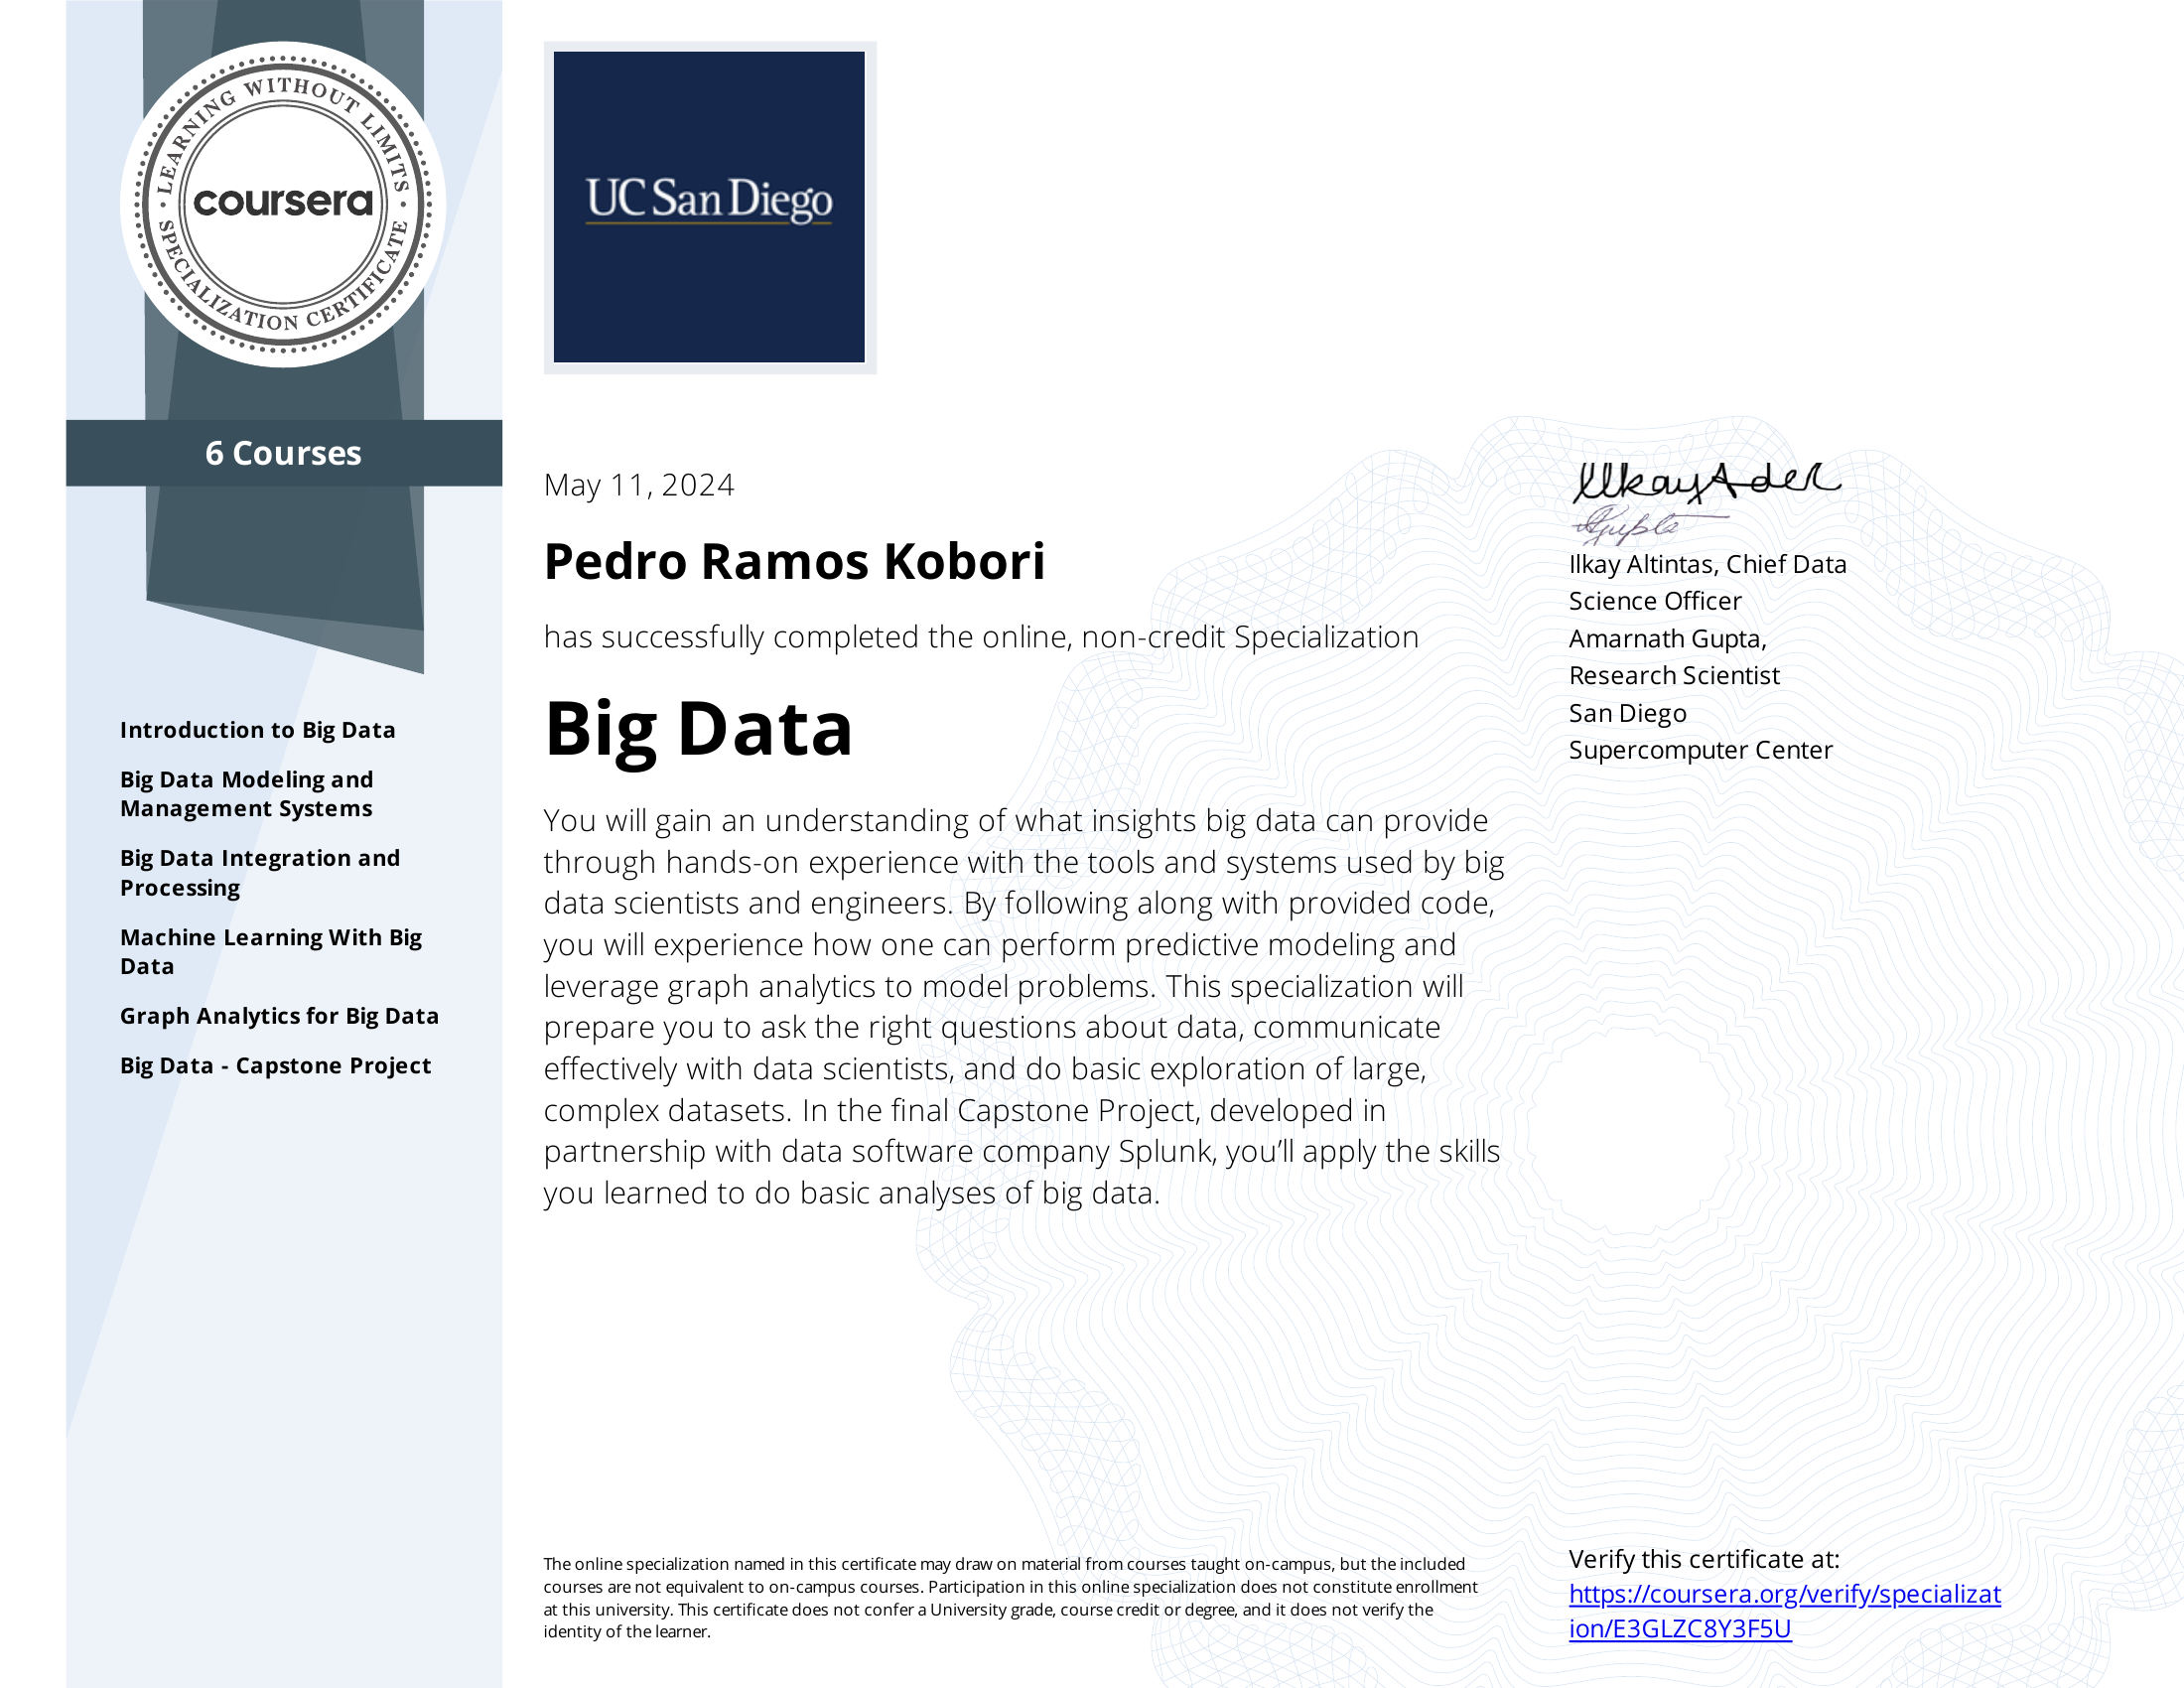 LEARNING WITHOUT LIMITS
coursera
SPECIALIZATION CERTIFICATE
6 Courses
Introduction to Big Data
Big Data Modeling and
Management Systems
Big Data Integration and
Processing
Machine Learning With Big
Data
Graph Analytics for Big Data
Big Data - Capstone Project
UC San Diego
May 11, 2024
Pedro Ramos Kobori
has successfully completed the online, non-credit Specialization
Big Data
You will gain an understanding of what insights big data can provide
through hands-on experience with the tools and systems used by big
data scientists and engineers. By following along with provided code,
you will experience how one can perform predictive modeling and
leverage graph analytics to model problems. This specialization will
prepare you to ask the right questions about data, communicate
effectively with data scientists, and do basic exploration of large,
complex datasets. In the final Capstone Project, developed in
partnership with data software company Splunk, you’ll apply the skills
you learned to do basic analyses of big data.
Ilkay Altintas, Chief Data
Science Officer
Amarnath Gupta,
Research Scientist
San Diego
Supercomputer Center
The online specialization named in this certificate may draw on material from courses taught on-campus, but the included
courses are not equivalent to on-campus courses. Participation in this online specialization does not constitute enrollment
at this university. This certificate does not confer a University grade, course credit or degree, and it does not verify the
identity of the learner.
Verify this certificate at:
https://coursera.org/verify/specializat
ion/E3GLZC8Y3F5U